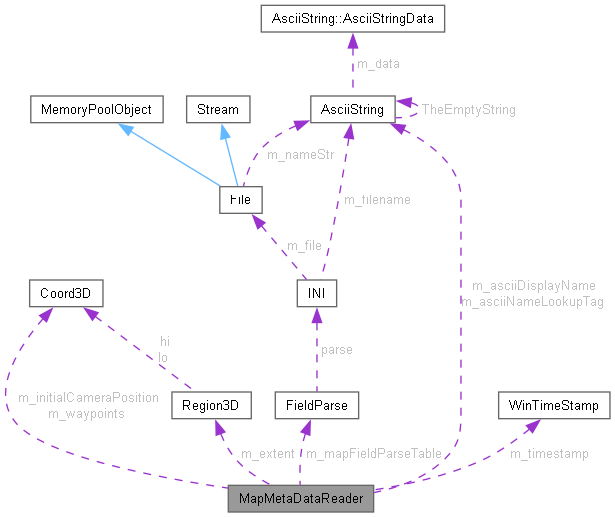 AsciiString::AsciiStringData
m_data
MemoryPoolObject
Stream
AsciiString
TheEmptyString
m_nameStr
File
m_filename
m_file
m_asciiDisplayName
m_asciiNameLookupTag
Coord3D
INI
hi
lo
parse
m_initialCameraPosition
m_waypoints
Region3D
FieldParse
WinTimeStamp
m_extent
m_mapFieldParseTable
m_timestamp
MapMetaDataReader